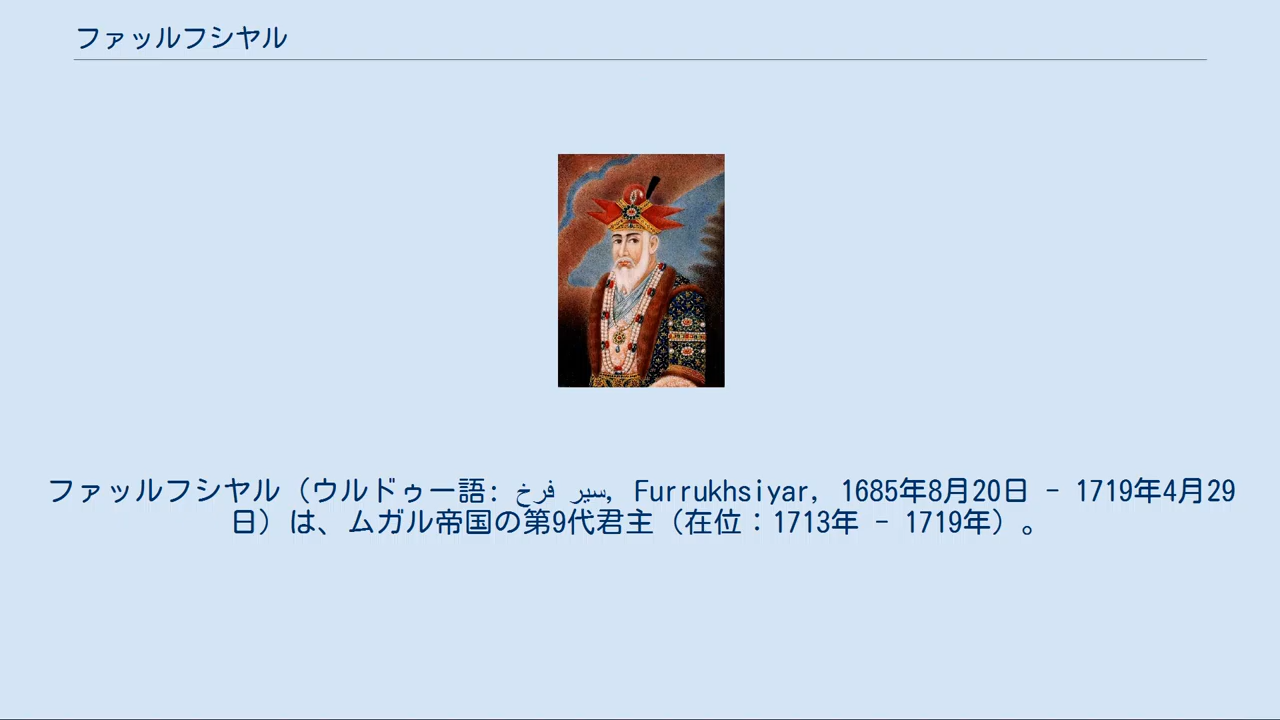 ファッルフシヤル
ファッルフシヤル（ウルドゥー語: سیر فرخ, Furrukhsiyar, 1685年8月20日 - 1719年4月29
日）は、ムガル帝国の第9代君主（在位：1713年 - 1719年）。